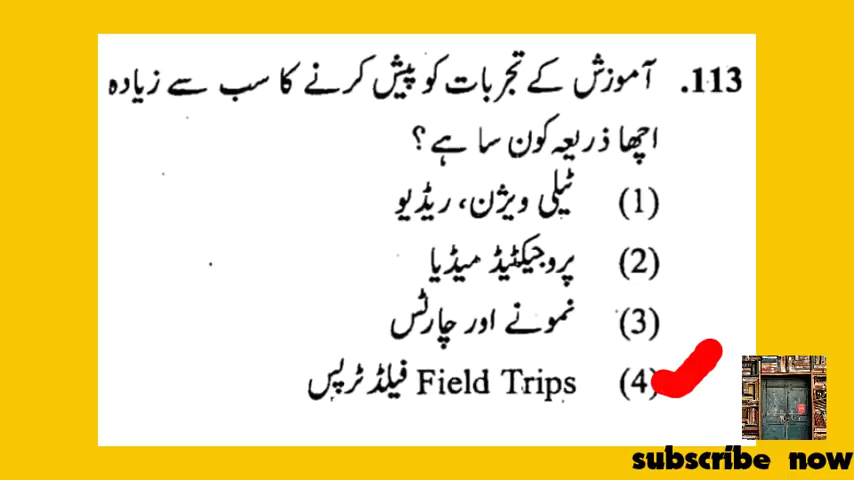 113. آموزش کے تجربات کو پیش کرنے کا سب سے زیادہ
اچھا ذریعہ کون سا ہے؟
(1) ٹیلی ویژن، ریڈیو
(2) پروجیکٹیڈ میڈیا
(3) نمونے اور چارٹس
(4) Field Trips فیلڈ ٹرپس
subscribe now